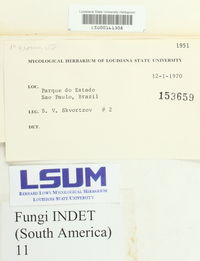 Louisiana State University Herbarium
1951
MYCOLOGICAL HERBARIUM OF LOUISIANA STATE UNIVERSITY
12-1-1970
LOC. Parque do Estado
Sao Paulo, Brazil
153659
LEG. B. V. Skvortzov # 2
DET.
LSUM
BERNARD LOWY MYCOLOGICAL HERBARIUM
LOUISIANA STATE UNIVERSITY
Fungi INDET
(South America)
11